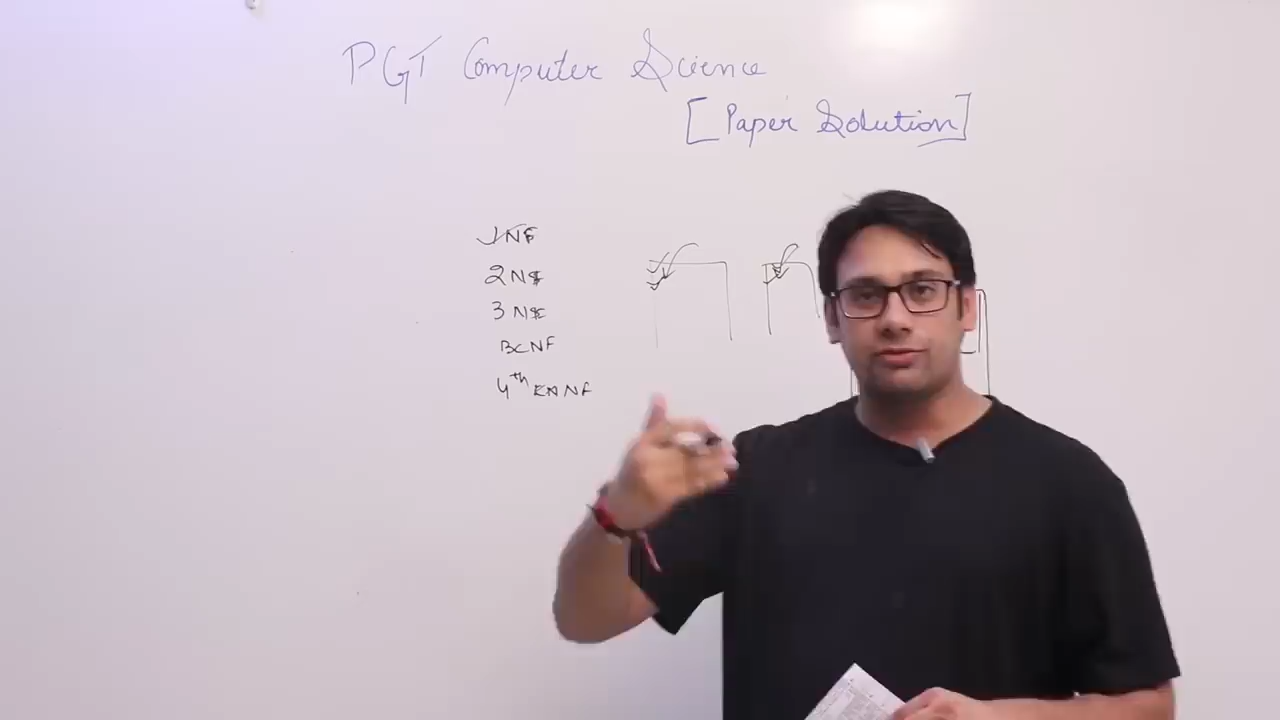 PGT Computer Science
[Paper Solution]
1NF
2NF
3NF
BCNF
4th NF